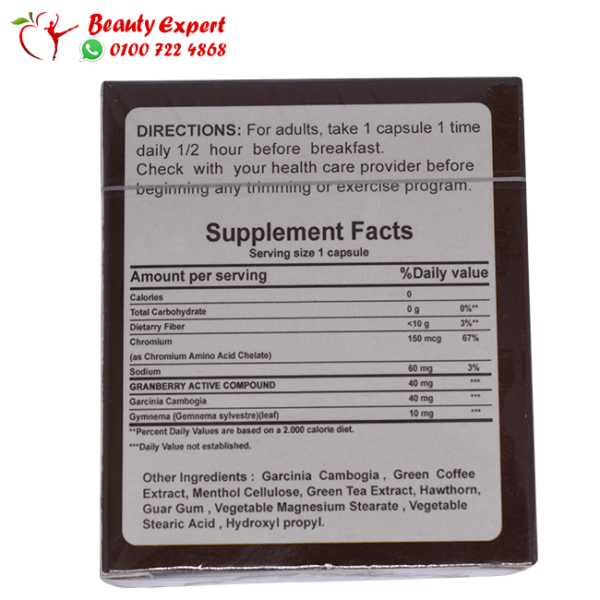 Beauty Expert
0100 722 4868
DIRECTIONS: For adults, take 1 capsule 1 time
daily 1/2 hour before breakfast.
Check with your health care provider before
beginning any trimming or exercise program.
Supplement Facts
Serving size 1 capsule
Amount per serving %Daily value
Calories 0
Total Carbohydrate 0 g 0%**
Dietarry Fiber <10 g 3%**
Chromium 150 mcg 67%
(as Chromium Amino Acid Chelate)
Sodium 60 mg 3%
GRANBERRY ACTIVE COMPOUND 40 mg ***
Garcinia Cambogia 40 mg ***
Gymnema (Gemnema sylvestre)(leaf) 10 mg ***
**Percent Daily Values are based on a 2.000 calorie diet.
***Daily Value not established.
Other Ingredients : Garcinia Cambogia , Green Coffee
Extract, Menthol Cellulose, Green Tea Extract, Hawthorn,
Guar Gum , Vegetable Magnesium Stearate , Vegetable
Stearic Acid , Hydroxyl propyl.